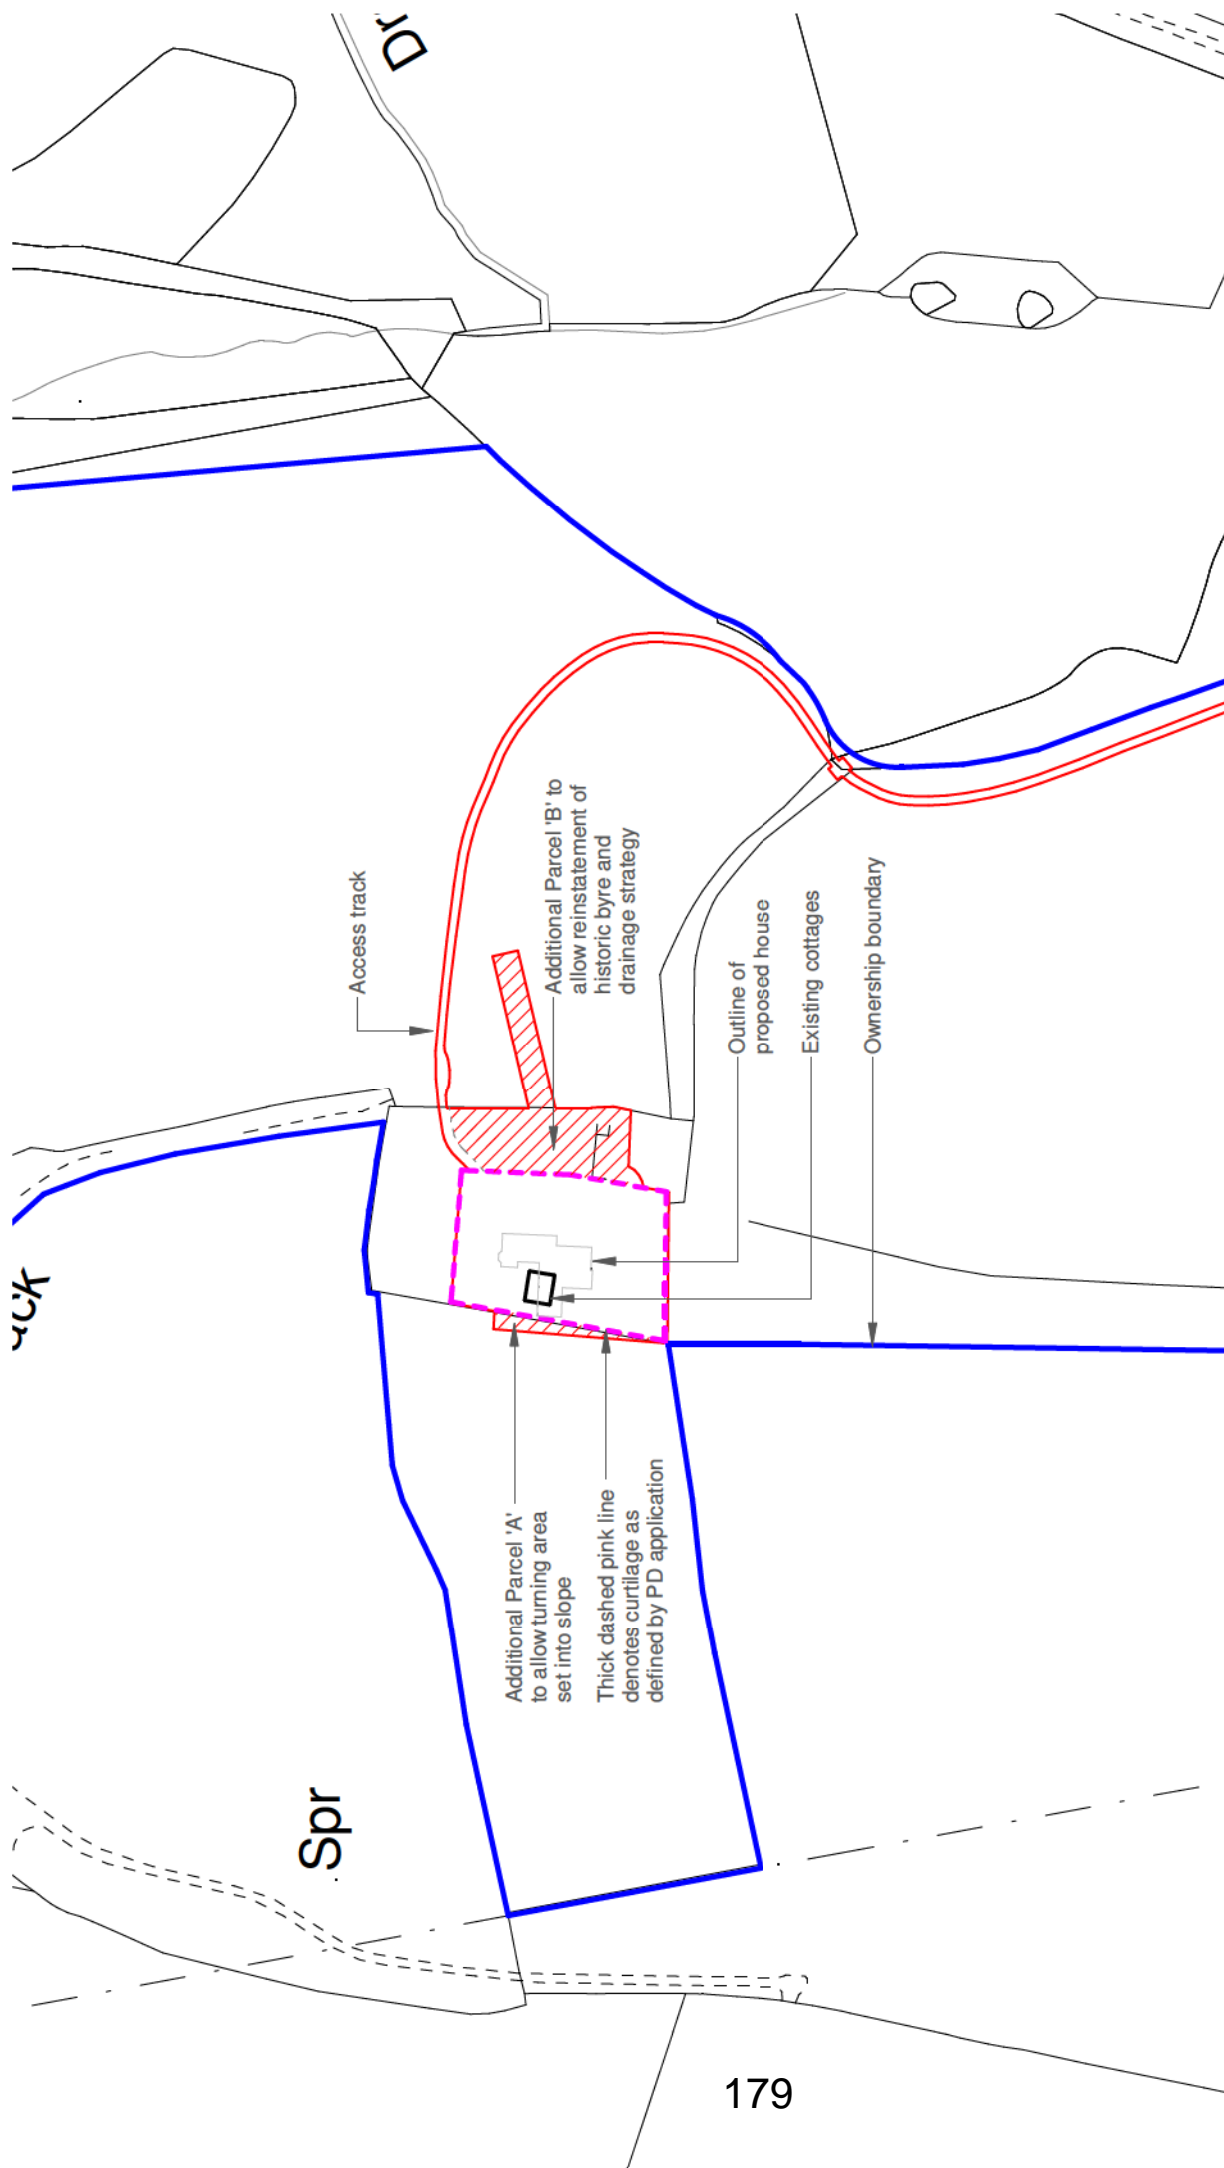 Dr
Access track
Additional Parcel 'B' to
allow reinstatement of
historic byre and
drainage strategy
Outline of
proposed house
Existing cottages
Ownership boundary
ack
Additional Parcel 'A'
to allow turning area
set into slope
Thick dashed pink line
denotes curtilage as
defined by PD application
Spr
179